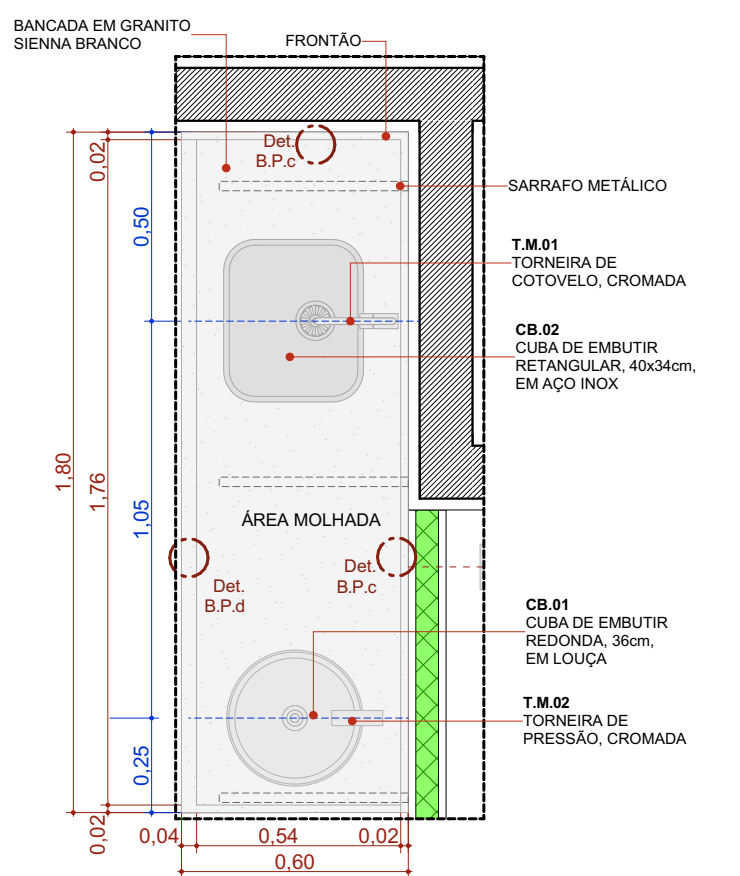 BANCADA EM GRANITO
SIENNA BRANCO
FRONTÃO
Det.
B.P.c
SARRAFO METÁLICO
T.M.01
TORNEIRA DE
COTOVELO, CROMADA
CB.02
CUBA DE EMBUTIR
RETANGULAR, 40x34cm,
EM AÇO INOX
0,02
0,50
1,80
1,76
1,05
ÁREA MOLHADA
Det.
B.P.d
Det.
B.P.c
CB.01
CUBA DE EMBUTIR
REDONDA, 36cm,
EM LOUÇA
T.M.02
TORNEIRA DE
PRESSÃO, CROMADA
0,25
0,02
0,04
0,54
0,02
0,60